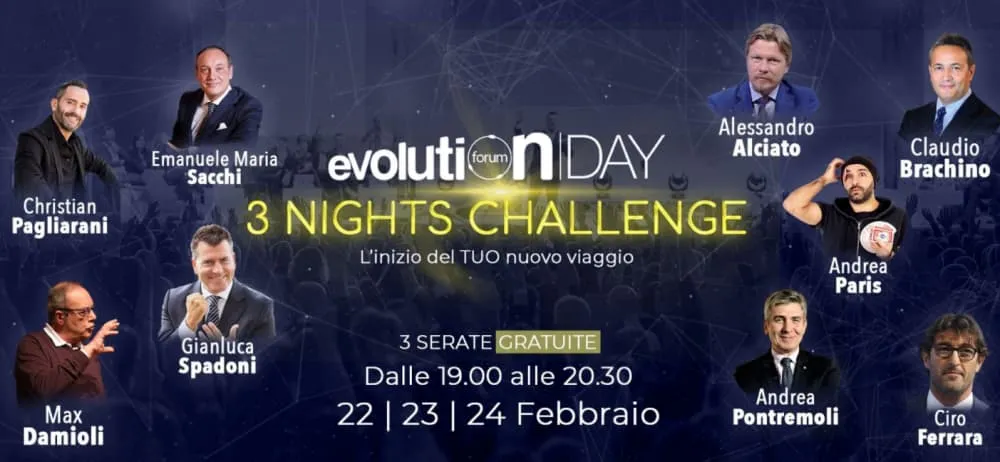 Christian
Pagliarani
Emanuele Maria
Sacchi
Alessandro
Alciato
Claudio
Brachino
evolution|DAY
forum
3 NIGHTS CHALLENGE
L'inizio del TUO nuovo viaggio
Andrea
Paris
Max
Damioli
Gianluca
Spadoni
3 SERATE GRATUITE
Dalle 19.00 alle 20.30
22 | 23 | 24 Febbraio
Andrea
Pontremoli
Ciro
Ferrara